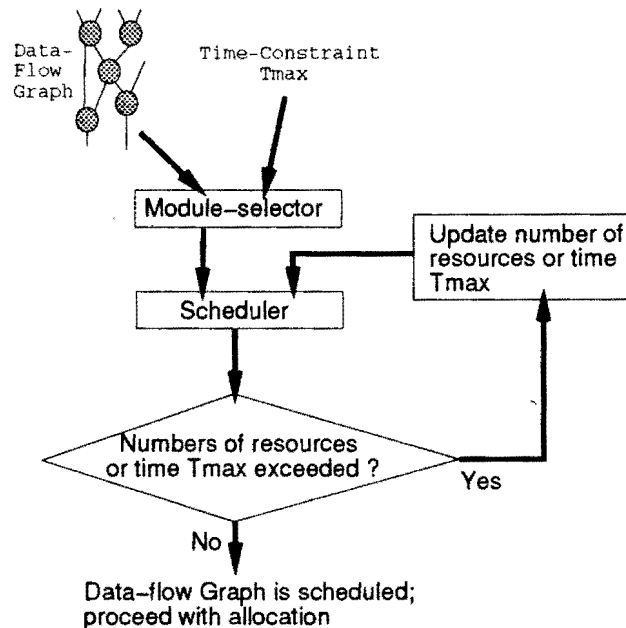 Data-
Flow
Graph
Time-Constraint
Tmax
Module-selector
Update number of
resources or time
Tmax
Scheduler
Numbers of resources
or time Tmax exceeded ?
Yes
No
Data-flow Graph is scheduled;
proceed with allocation